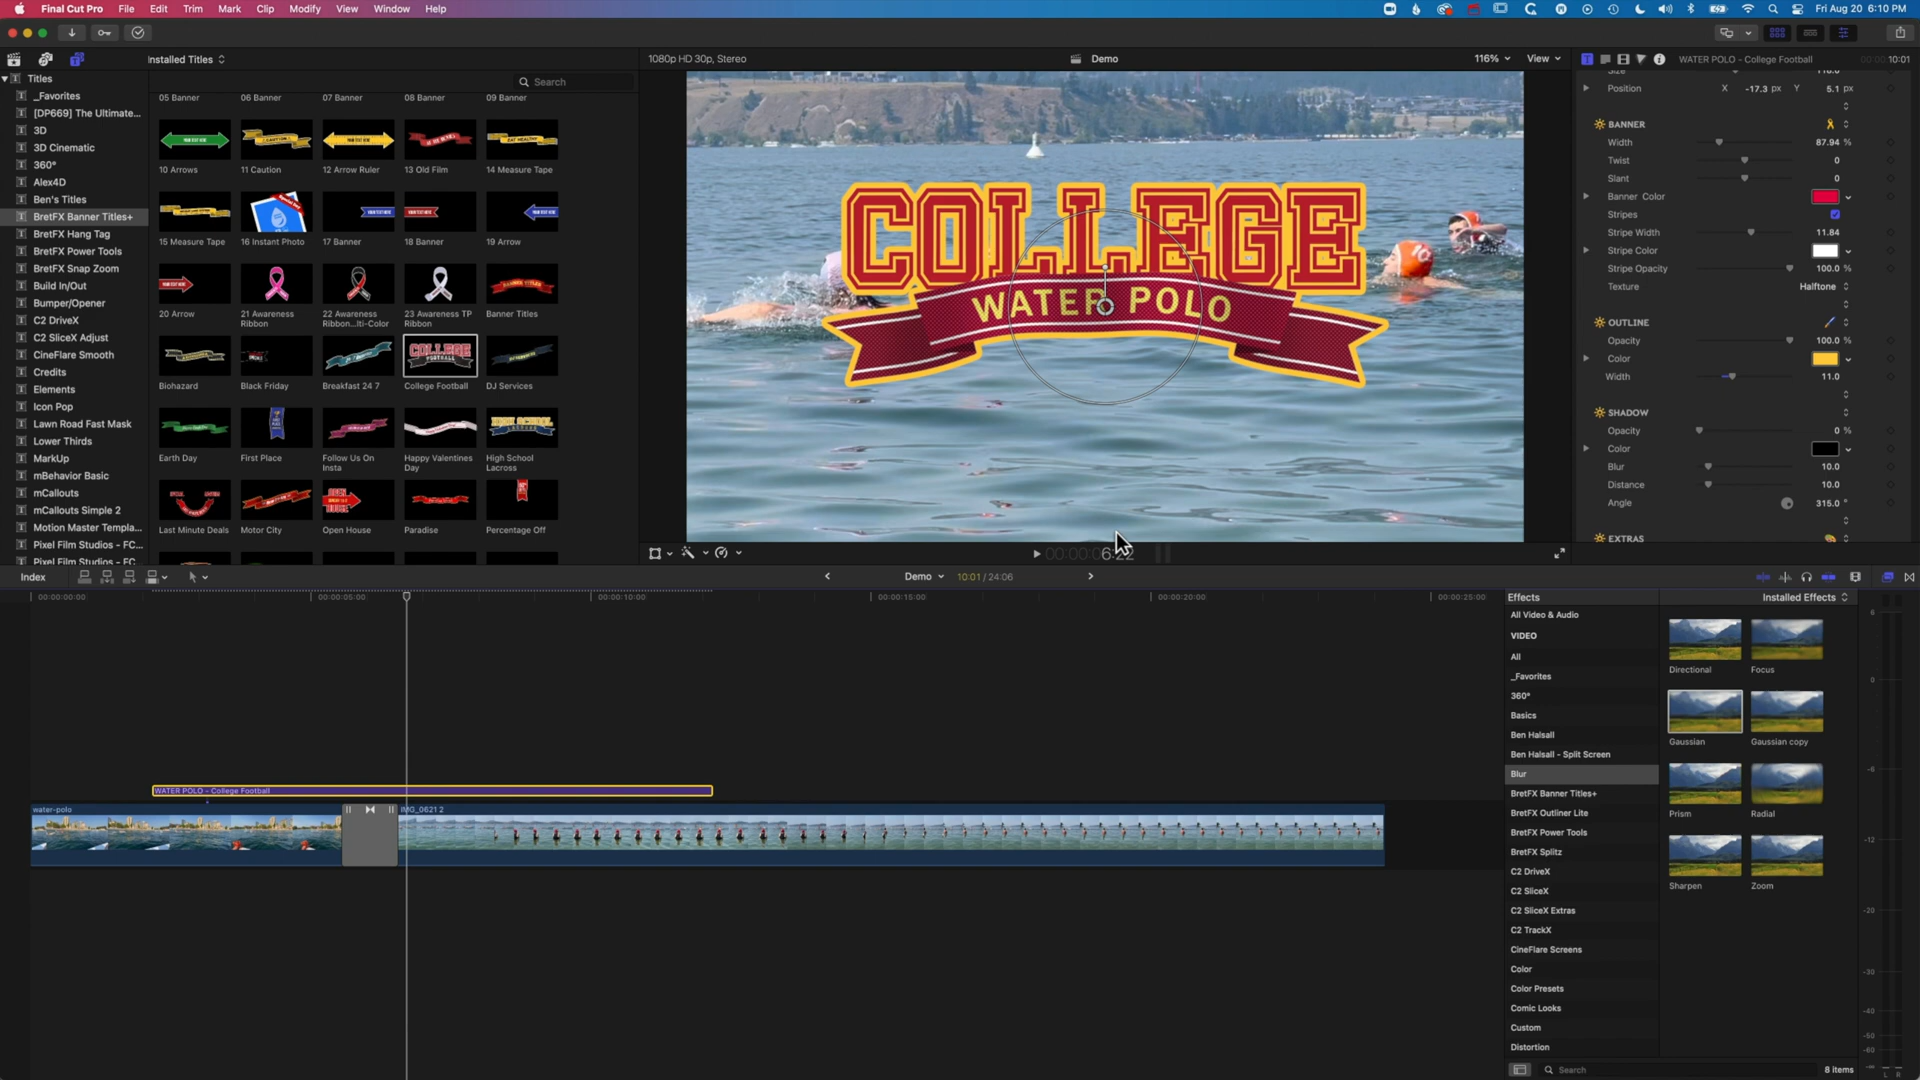 Final Cut Pro File Edit Trim Mark Clip Modify View Window Help Fri Aug 20 6:10 PM
Installed Titles 1080p HD 30p, Stereo Demo 116% View WATER POLO - College Football 10:01
Titles
Search
_Favorites
[DP669] The Ultimate...
3D
3D Cinematic
360°
Alex4D
Ben's Titles
BretFX Banner Titles+
BretFX Hang Tag
BretFX Power Tools
BretFX Snap Zoom
Build In/Out
Bumper/Opener
C2 DriveX
C2 SliceX Adjust
CineFlare Smooth
Credits
Elements
Icon Pop
Lawn Road Fast Mask
Lower Thirds
MarkUp
mBehavior Basic
mCallouts
mCallouts Simple 2
Motion Master Templa...
Pixel Film Studios - FC...
Pixel Film Studios - FC...
05 Banner 06 Banner 07 Banner 08 Banner 09 Banner
10 Arrows 11 Caution 12 Arrow Ruler 13 Old Film 14 Measure Tape
15 Measure Tape 16 Instant Photo 17 Banner 18 Banner 19 Arrow
20 Arrow 21 Awareness Ribbon 22 Awareness Ribbon...lti-Color 23 Awareness TP Ribbon Banner Titles
Biohazard Black Friday Breakfast 24 7 College Football DJ Services
Earth Day First Place Follow Us On Insta Happy Valentines Day High School Lacross
Last Minute Deals Motor City Open House Paradise Percentage Off
COLLEGE
WATER POLO
Size
Position X -17.3 px Y 5.1 px
BANNER
Width 87.94 %
Twist 0
Slant 0
Banner Color
Stripes
Stripe Width 11.84
Stripe Color
Stripe Opacity 100.0 %
Texture Halftone
OUTLINE
Opacity 100.0 %
Color
Width 11.0
SHADOW
Opacity 0 %
Color
Blur 10.0
Distance 10.0
Angle 315.0 °
EXTRAS
Index Demo 10:01 / 24:06
00:00:00:00 00:00:05:00 00:00:10:00 00:00:15:00 00:00:20:00 00:00:25:00
WATER POLO - College Football
water-polo IMG_0621 2
Effects Installed Effects
All Video & Audio
VIDEO
All
_Favorites
360°
Basics
Ben Halsall
Ben Halsall - Split Screen
Blur
BretFX Banner Titles+
BretFX Outliner Lite
BretFX Power Tools
BretFX Splitz
C2 DriveX
C2 SliceX
C2 SliceX Extras
C2 TrackX
CineFlare Screens
Color
Color Presets
Comic Looks
Custom
Distortion
Directional Focus
Gaussian Gaussian copy
Prism Radial
Sharpen Zoom
Search 8 items
6
0
-6
-12
-20
-30
-40
-50
-60
L R